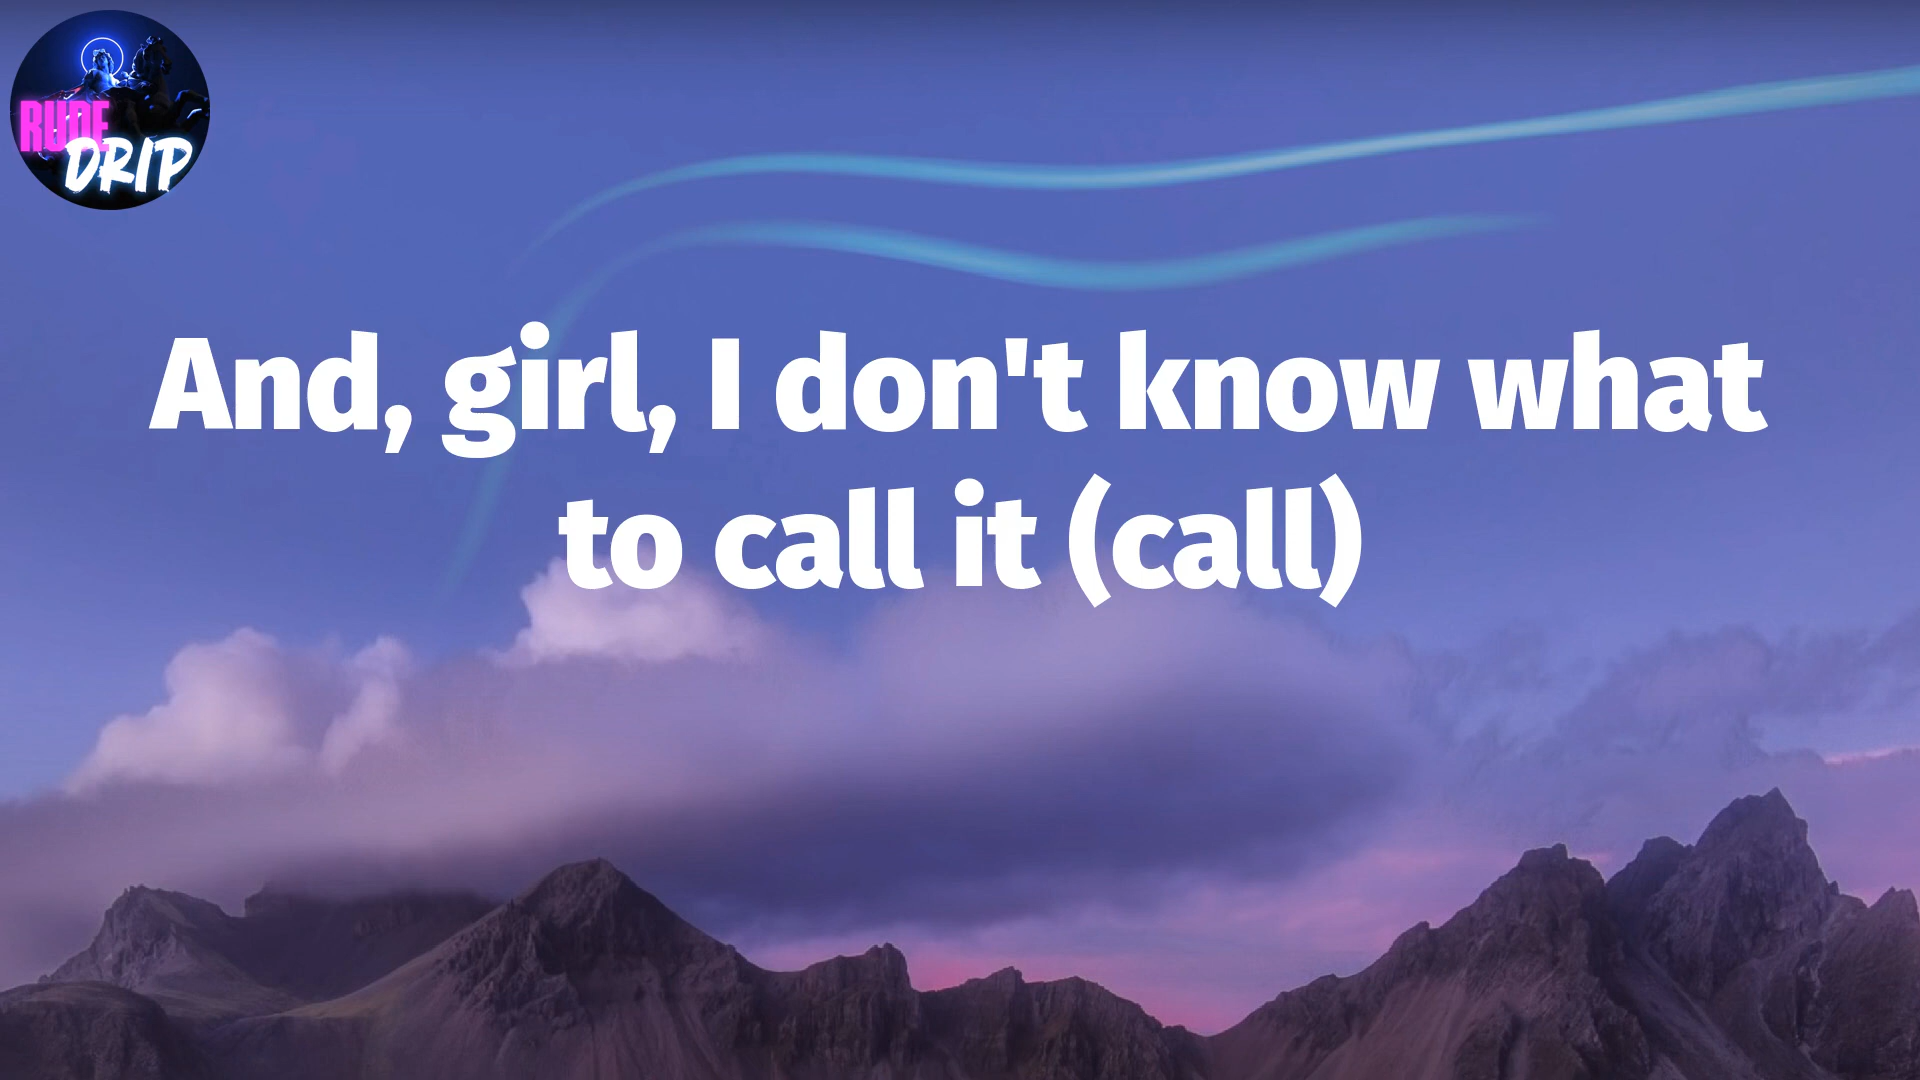 RUDE
DRIP
And, girl, I don't know what
to call it (call)